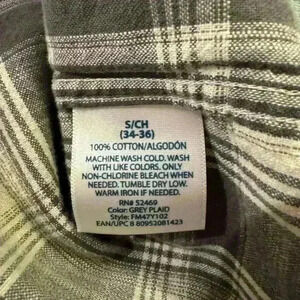 S/CH
(34-36)
100% COTTON/ALGODÓN
MACHINE WASH COLD. WASH
WITH LIKE COLORS. ONLY
NON-CHLORINE BLEACH WHEN
NEEDED. TUMBLE DRY LOW.
WARM IRON IF NEEDED.
RN# 52469
Color: GREY PLAID
Style: FM47Y102
EAN/UPC 8 80952081423